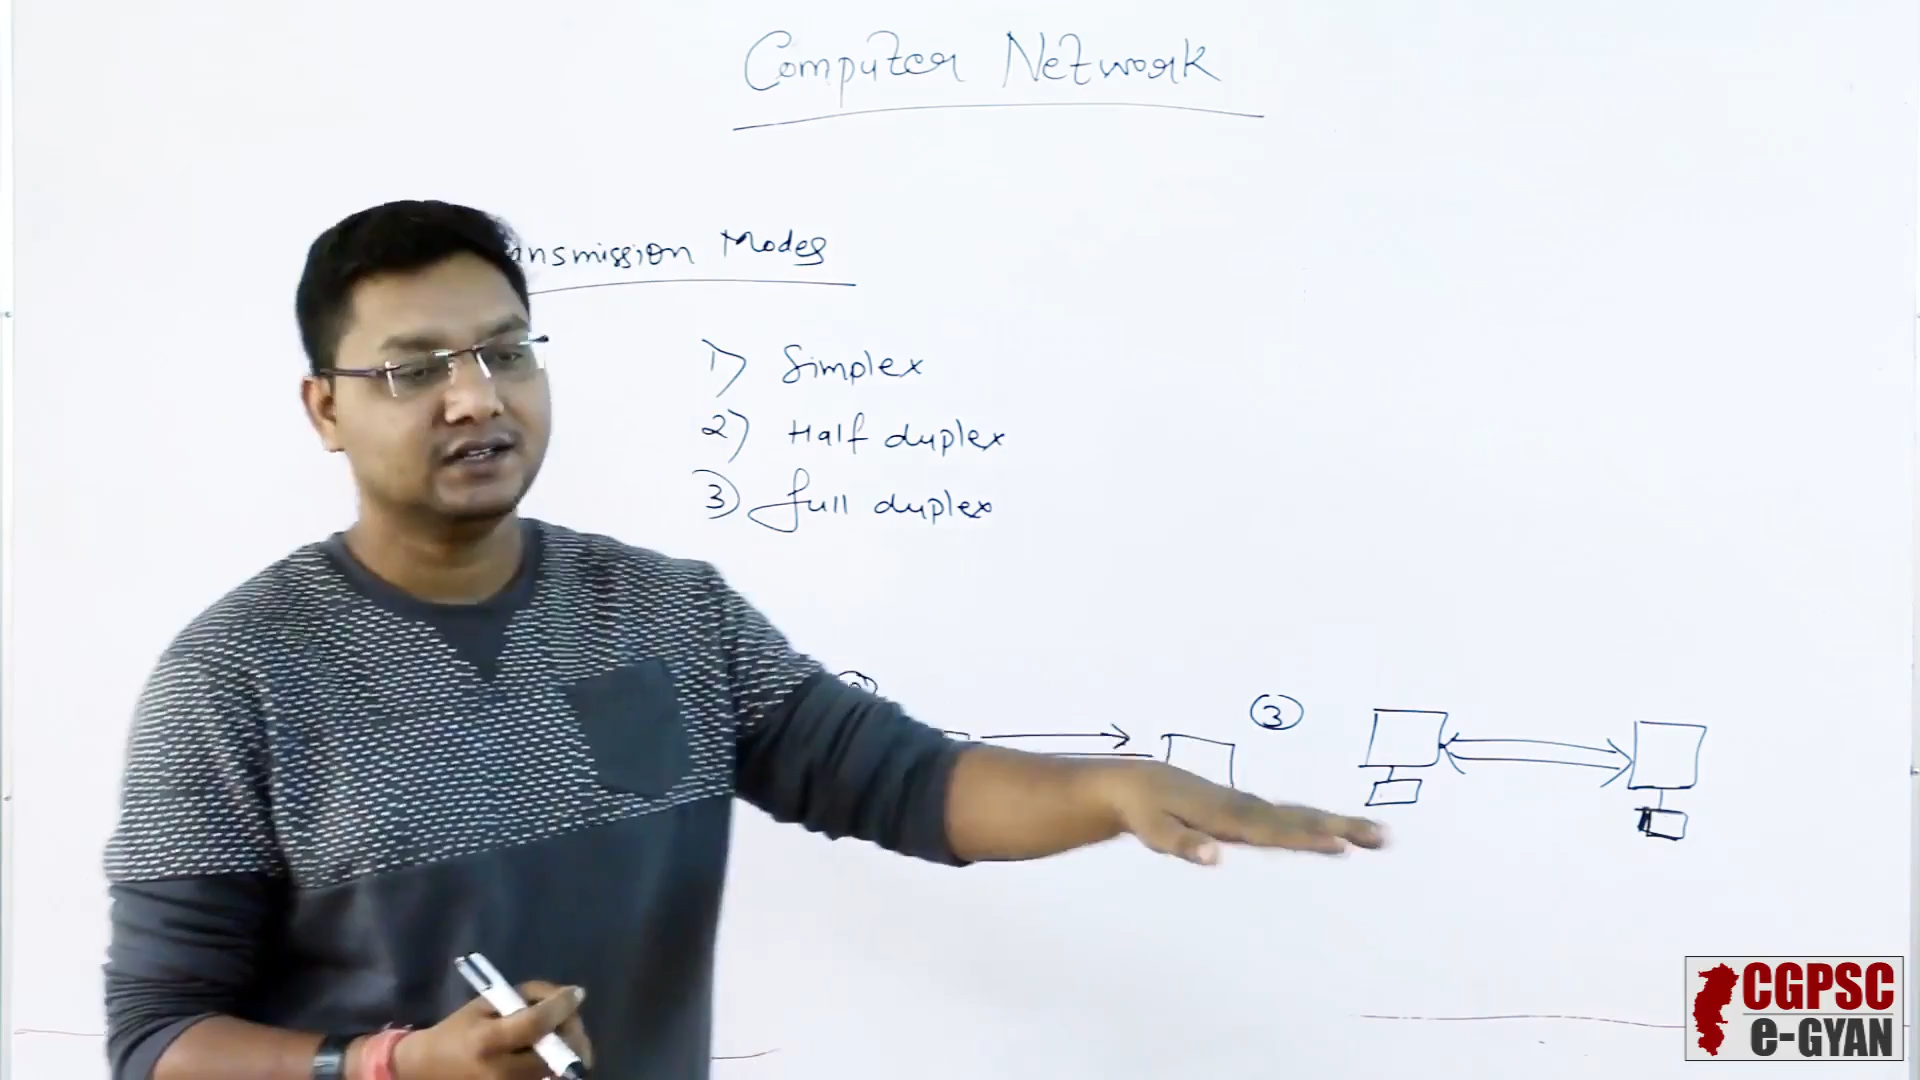 Computer Network
ansmission Modes
1) Simplex
2) Half duplex
3) full duplex
3
CGPSC
e-GYAN